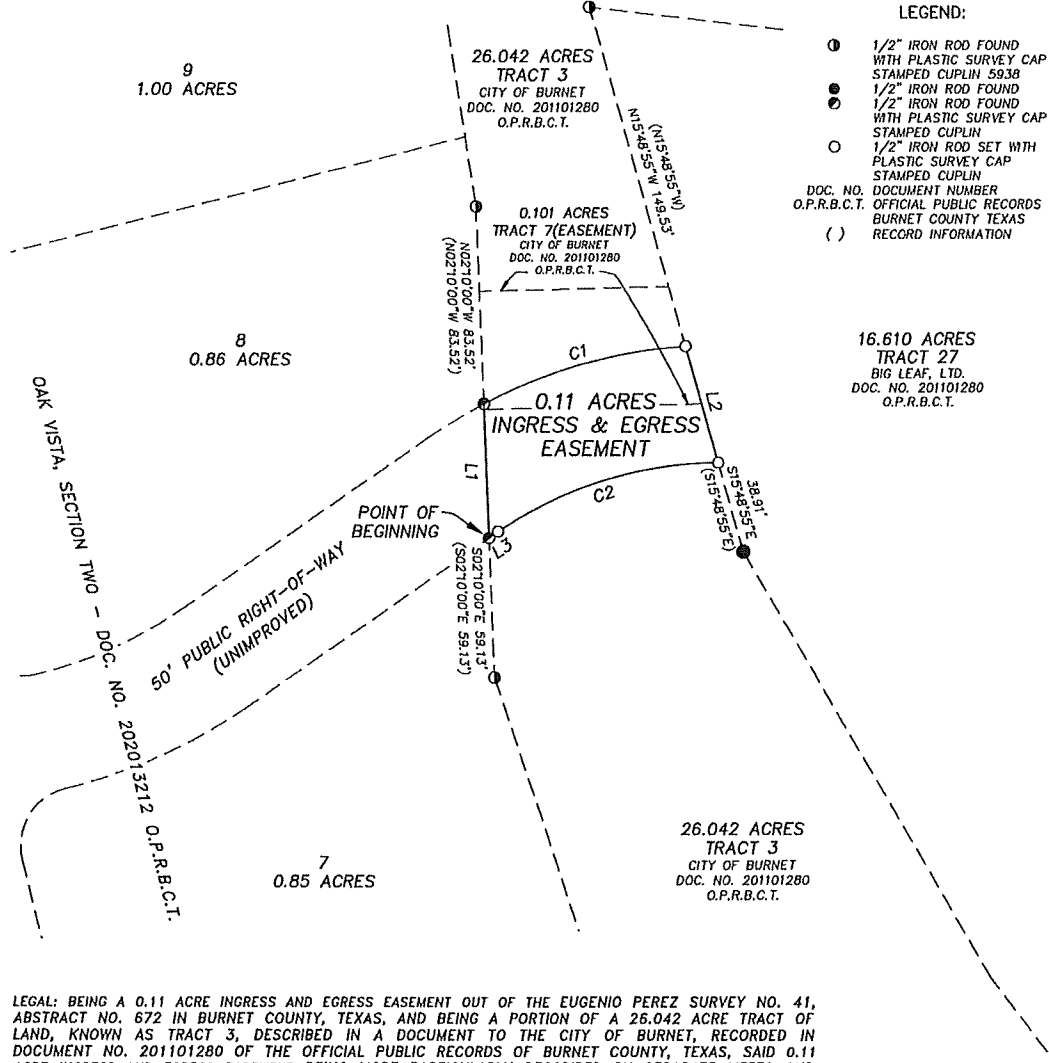 LEGEND:
1/2" IRON ROD FOUND
WITH PLASTIC SURVEY CAP
STAMPED CUPLIN 5938
1/2" IRON ROD FOUND
1/2" IRON ROD FOUND
WITH PLASTIC SURVEY CAP
STAMPED CUPLIN
1/2" IRON ROD SET WITH
PLASTIC SURVEY CAP
STAMPED CUPLIN
DOC. NO. DOCUMENT NUMBER
O.P.R.B.C.T. OFFICIAL PUBLIC RECORDS
BURNET COUNTY TEXAS
( ) RECORD INFORMATION
9
1.00 ACRES
26.042 ACRES
TRACT 3
CITY OF BURNET
DOC. NO. 201101280
O.P.R.B.C.T.
(N15°48'55"W)
N15°48'55"W 149.53'
0.101 ACRES
TRACT 7(EASEMENT)
CITY OF BURNET
DOC. NO. 201101280
O.P.R.B.C.T.
N02°10'00"W 83.52'
(N02°10'00"W 83.52')
8
0.86 ACRES
16.610 ACRES
TRACT 27
BIG LEAF, LTD.
DOC. NO. 201101280
O.P.R.B.C.T.
C1
L2
0.11 ACRES
INGRESS & EGRESS
EASEMENT
L1
C2
POINT OF
BEGINNING
L3
38.91'
S15°48'55"E
(S15°48'55"E)
S02°10'00"E 59.13'
(S02°10'00"E 59.13')
50' PUBLIC RIGHT-OF-WAY
(UNIMPROVED)
OAK VISTA, SECTION TWO - DOC. NO. 202013212 O.P.R.B.C.T.
7
0.85 ACRES
26.042 ACRES
TRACT 3
CITY OF BURNET
DOC. NO. 201101280
O.P.R.B.C.T.
LEGAL: BEING A 0.11 ACRE INGRESS AND EGRESS EASEMENT OUT OF THE EUGENIO PEREZ SURVEY NO. 41,
ABSTRACT NO. 672 IN BURNET COUNTY, TEXAS, AND BEING A PORTION OF A 26.042 ACRE TRACT OF
LAND, KNOWN AS TRACT 3, DESCRIBED IN A DOCUMENT TO THE CITY OF BURNET, RECORDED IN
DOCUMENT NO. 201101280 OF THE OFFICIAL PUBLIC RECORDS OF BURNET COUNTY, TEXAS, SAID 0.11